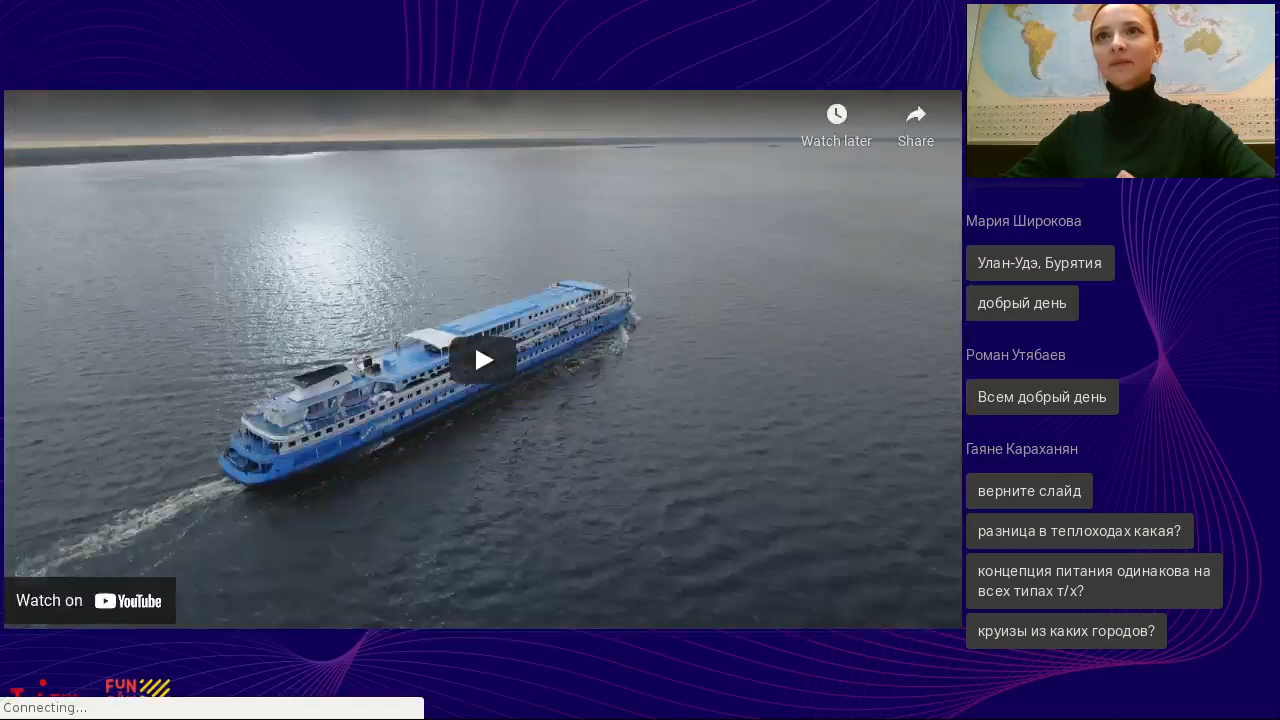 Watch later
Share
Мария Широкова
Улан-Удэ, Бурятия
добрый день
Роман Утябаев
Всем добрый день
Гаяне Караханян
верните слайд
разница в теплоходах какая?
концепция питания одинакова на
всех типах т/х?
круизы из каких городов?
Watch on YouTube
FUN
Connecting...